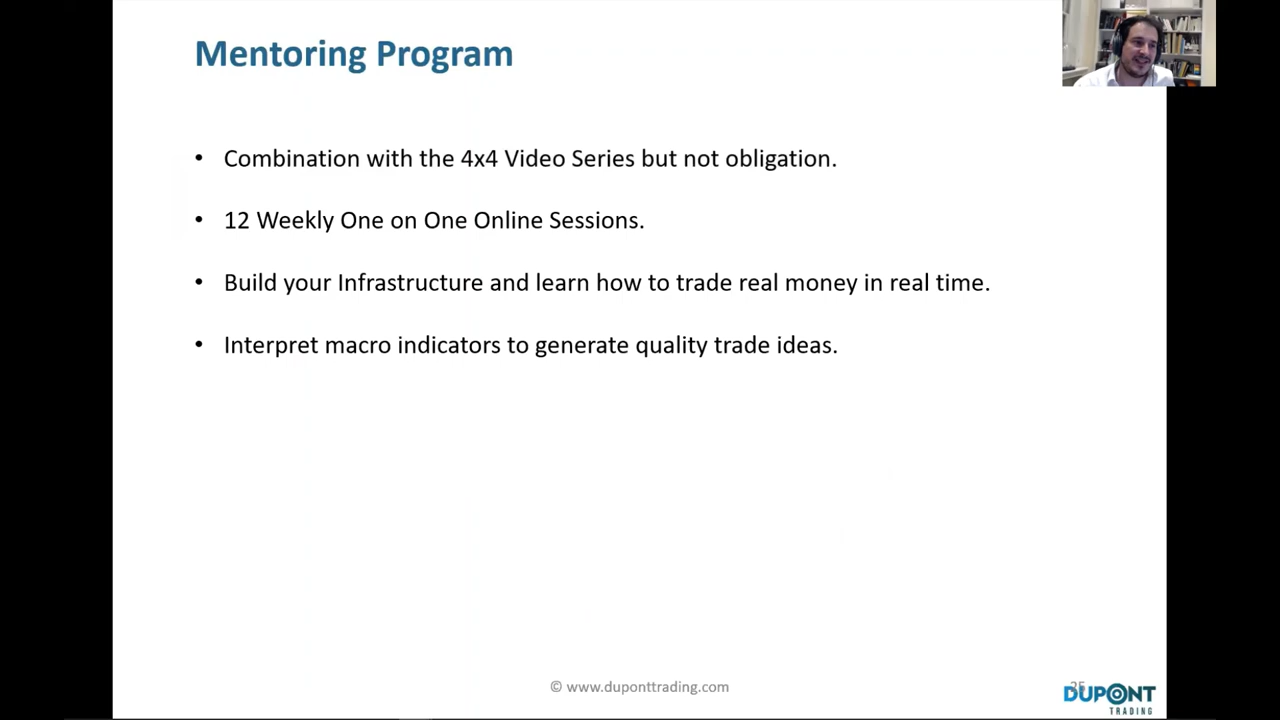 Mentoring Program
• Combination with the 4x4 Video Series but not obligation.
• 12 Weekly One on One Online Sessions.
• Build your Infrastructure and learn how to trade real money in real time.
• Interpret macro indicators to generate quality trade ideas.
© www.duponttrading.com
DUPONT
TRADING